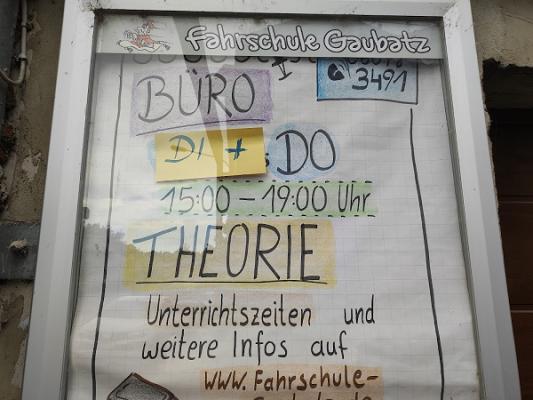 Fahrschule Gaubatz
3491
BÜRO
DI + DO
15:00 – 19:00 Uhr
THEORIE
Unterrichtszeiten und
weitere Infos auf
www.Fahrschule-